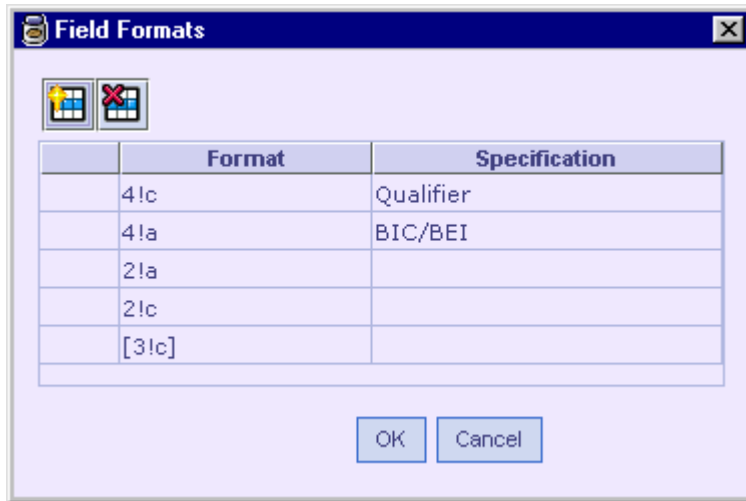 Field Formats
Format Specification
4!c Qualifier
4!a BIC/BEI
2!a
2!c
[3!c]
OK Cancel